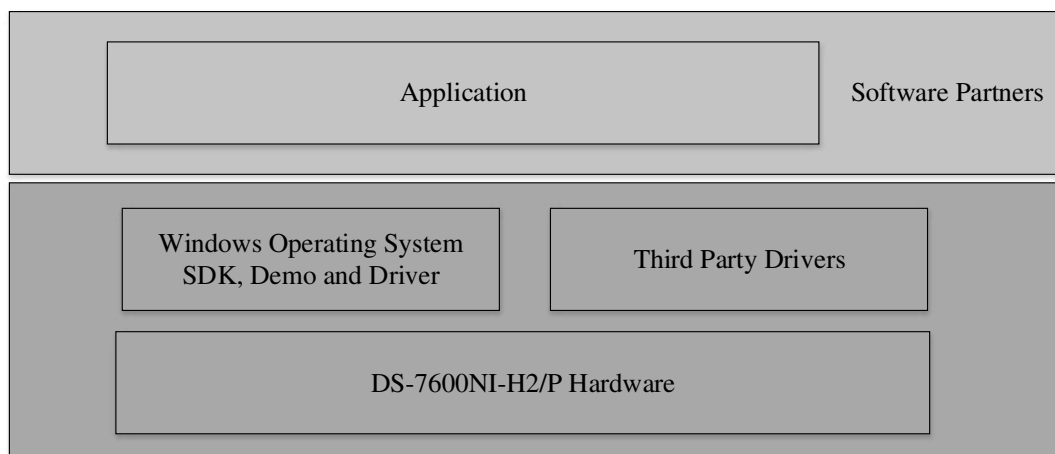 Application
Software Partners
Windows Operating System
SDK, Demo and Driver
Third Party Drivers
DS-7600NI-H2/P Hardware